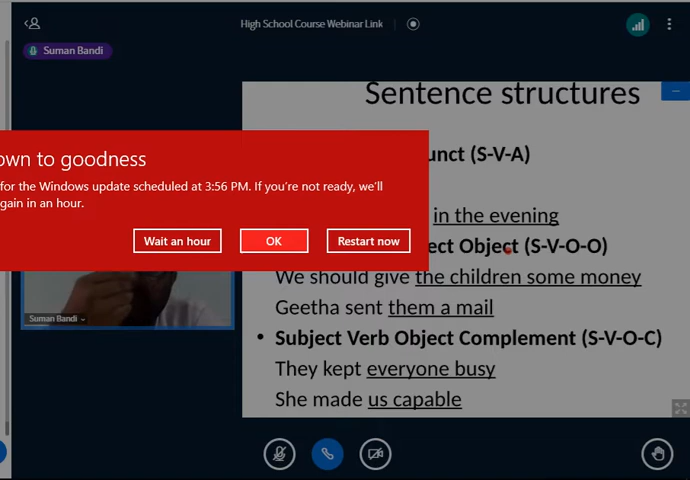 High School Course Webinar Link
Suman Bandi
Sentence structures
own to goodness
for the Windows update scheduled at 3:56 PM. If you're not ready, we'll
gain in an hour.
Wait an hour
OK
Restart now
unct (S-V-A)
in the evening
ect Object (S-V-O-O)
We should give the children some money
Geetha sent them a mail
Suman Bandi
• Subject Verb Object Complement (S-V-O-C)
They kept everyone busy
She made us capable